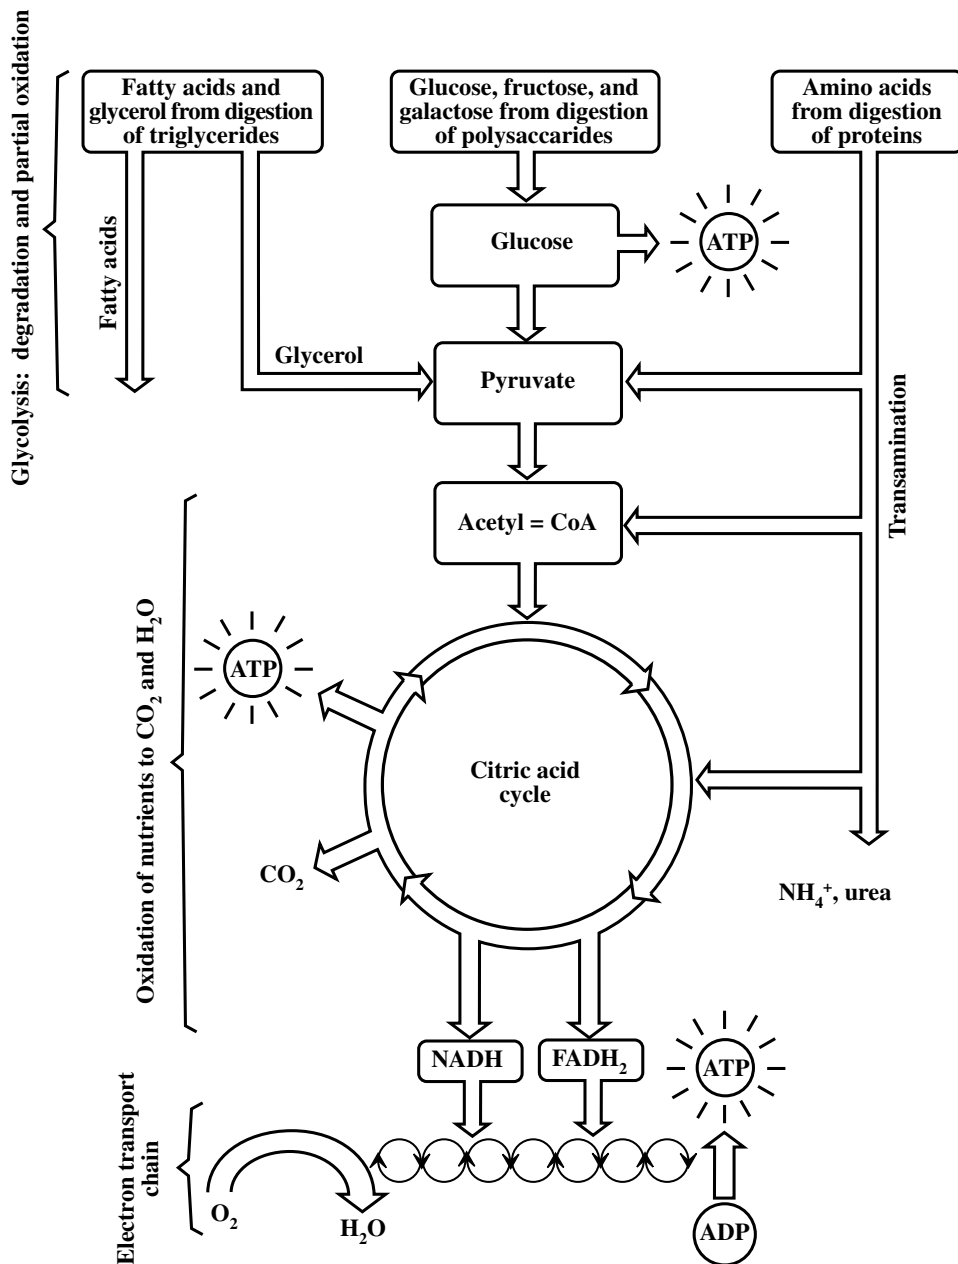 Glycolysis: degradation and partial oxidation
Fatty acids and
glycerol from digestion
of triglycerides
Glucose, fructose, and
galactose from digestion
of polysaccarides
Amino acids
from digestion
of proteins
Fatty acids
Glucose
ATP
Glycerol
Pyruvate
Transamination
Acetyl = CoA
Oxidation of nutrients to CO₂ and H₂O
ATP
Citric acid
cycle
CO₂
NH₄⁺, urea
NADH
FADH₂
ATP
Electron transport
chain
O₂
H₂O
ADP